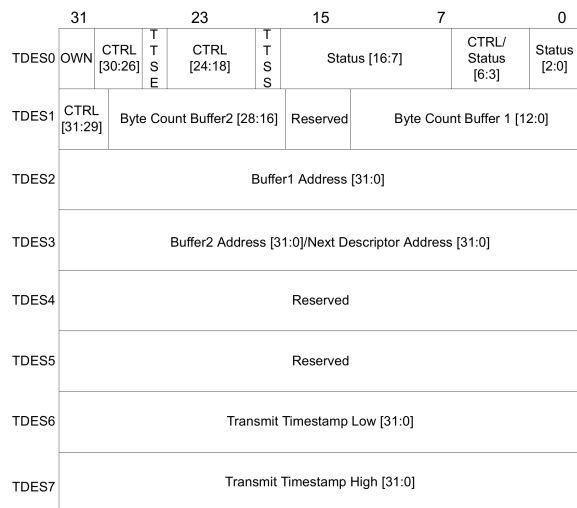 31 23 15 7 0
TDES0 OWN CTRL [30:26] TTSE CTRL [24:18] TTSS Status [16:7] CTRL/ Status [6:3] Status [2:0]
TDES1 CTRL [31:29] Byte Count Buffer2 [28:16] Reserved Byte Count Buffer 1 [12:0]
TDES2 Buffer1 Address [31:0]
TDES3 Buffer2 Address [31:0]/Next Descriptor Address [31:0]
TDES4 Reserved
TDES5 Reserved
TDES6 Transmit Timestamp Low [31:0]
TDES7 Transmit Timestamp High [31:0]